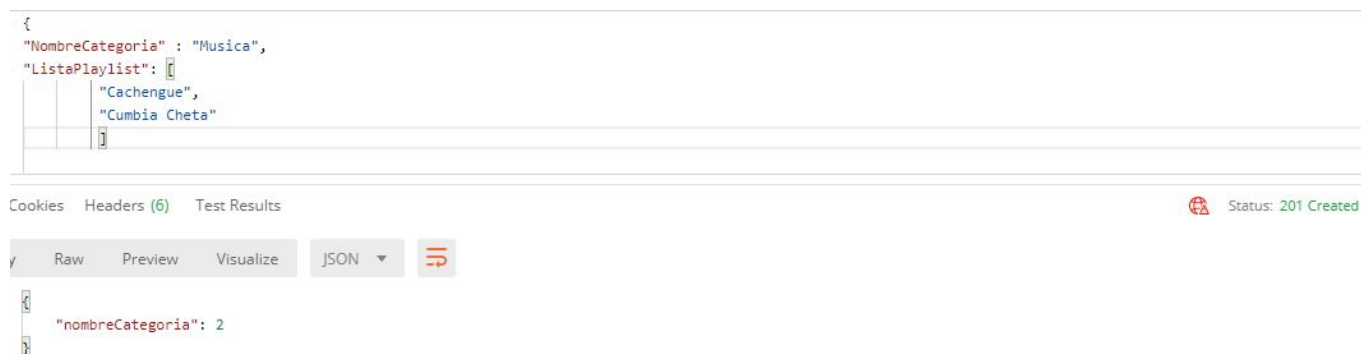 {
"NombreCategoria" : "Musica",
"ListaPlaylist": [
"Cachengue",
"Cumbia Cheta"
]
Cookies Headers (6) Test Results Status: 201 Created
y Raw Preview Visualize JSON
{
"nombreCategoria": 2
}